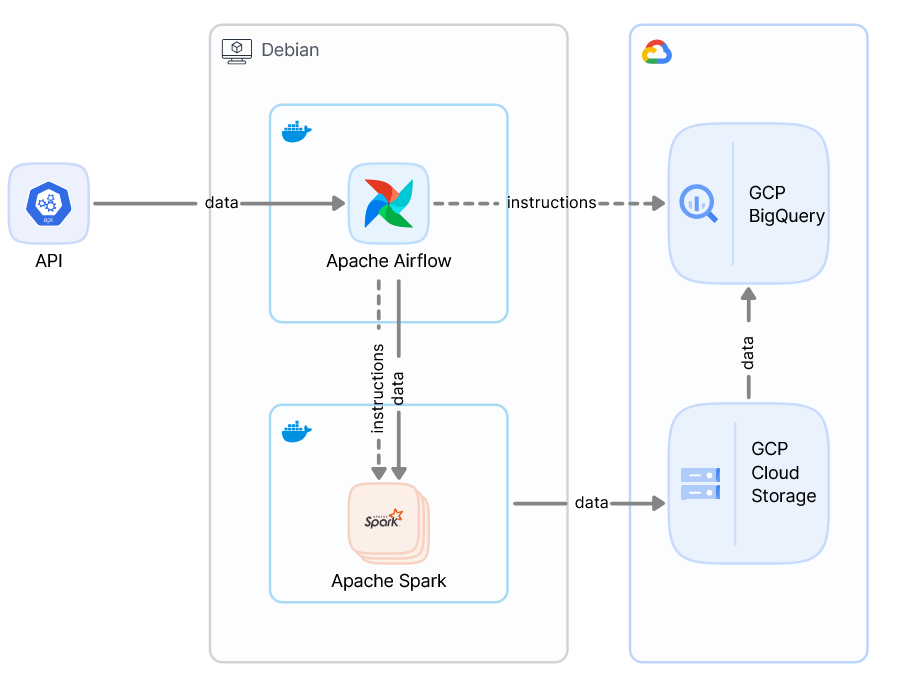 Debian
api
API
data
Apache Airflow
instructions
GCP
BigQuery
instructions
data
data
APACHE
Spark
Apache Spark
data
GCP
Cloud
Storage